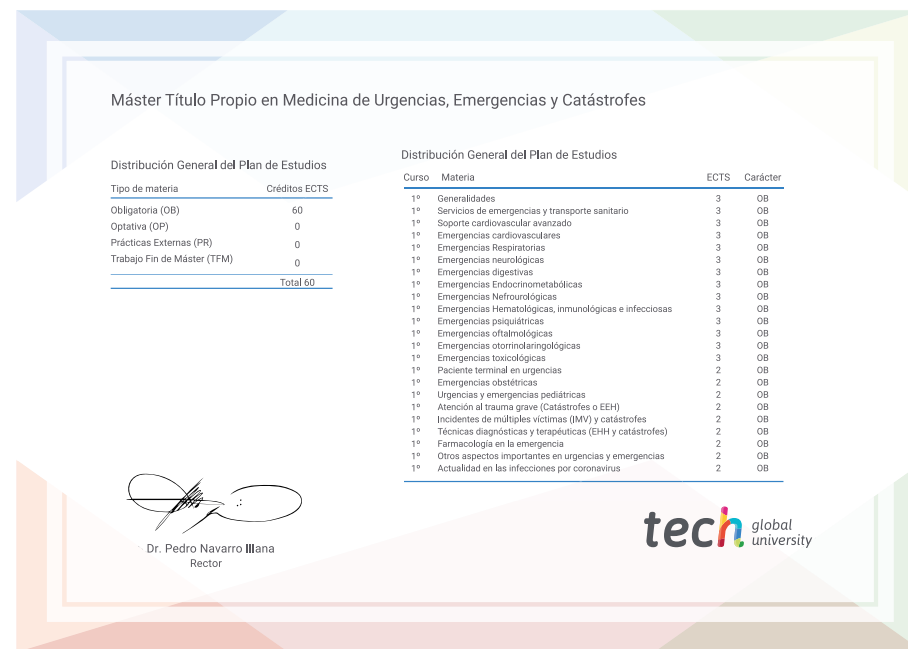 Máster Título Propio en Medicina de Urgencias, Emergencias y Catástrofes
Distribución General del Plan de Estudios
Tipo de materia Créditos ECTS
Obligatoria (OB) 60
Optativa (OP) 0
Prácticas Externas (PR) 0
Trabajo Fin de Máster (TFM) 0
Total 60
Distribución General del Plan de Estudios
Curso Materia ECTS Carácter
1º Generalidades 3 OB
1º Servicios de emergencias y transporte sanitario 3 OB
1º Soporte cardiovascular avanzado 3 OB
1º Emergencias cardiovasculares 3 OB
1º Emergencias Respiratorias 3 OB
1º Emergencias neurológicas 3 OB
1º Emergencias digestivas 3 OB
1º Emergencias Endocrinometabólicas 3 OB
1º Emergencias Nefrourológicas 3 OB
1º Emergencias Hematológicas, inmunológicas e infecciosas 3 OB
1º Emergencias psiquiátricas 3 OB
1º Emergencias oftalmológicas 3 OB
1º Emergencias otorrinolaringológicas 3 OB
1º Emergencias toxicológicas 3 OB
1º Paciente terminal en urgencias 2 OB
1º Emergencias obstétricas 2 OB
1º Urgencias y emergencias pediátricas 2 OB
1º Atención al trauma grave (Catástrofes o EEH) 2 OB
1º Incidentes de múltiples víctimas (IMV) y catástrofes 2 OB
1º Técnicas diagnósticas y terapéuticas (EHH y catástrofes) 2 OB
1º Farmacología en la emergencia 2 OB
1º Otros aspectos importantes en urgencias y emergencias 2 OB
1º Actualidad en las infecciones por coronavirus 2 OB
Dr. Pedro Navarro Illana
Rector
tech global university